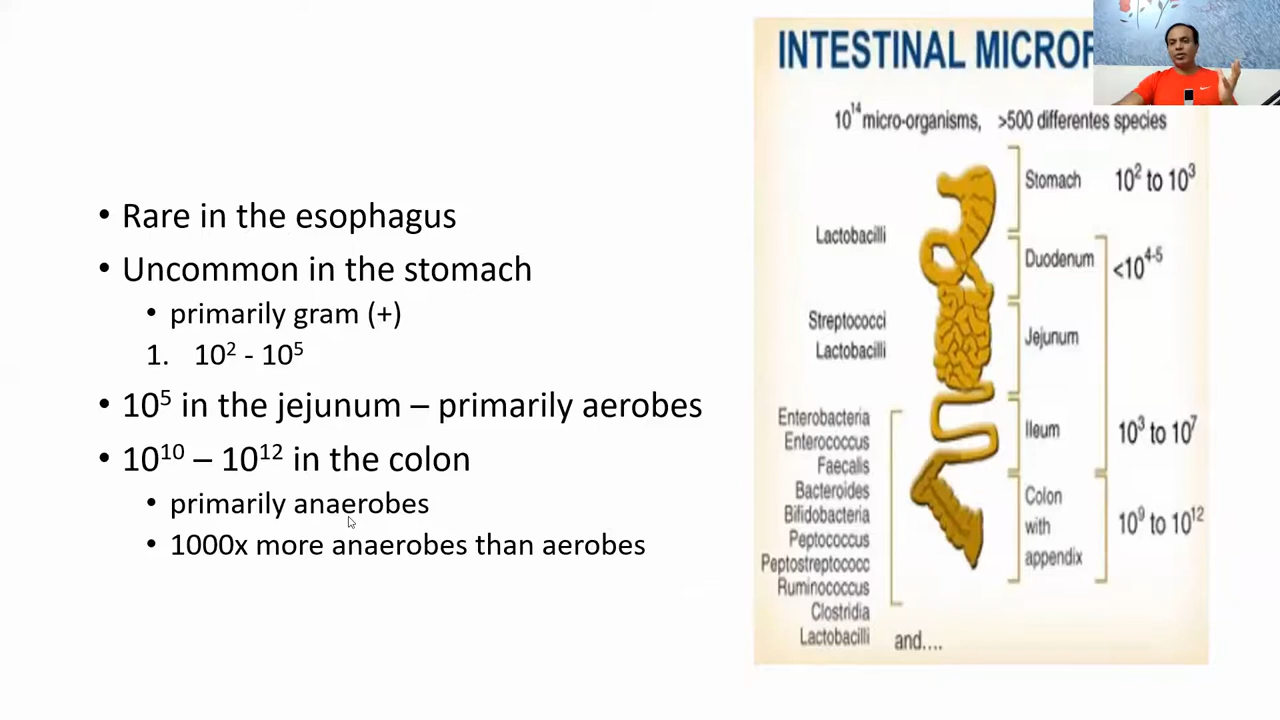 • Rare in the esophagus
• Uncommon in the stomach
• primarily gram (+)
1. 10² - 10⁵
• 10⁵ in the jejunum – primarily aerobes
• 10¹⁰ – 10¹² in the colon
• primarily anaerobes
• 1000x more anaerobes than aerobes
INTESTINAL
10¹⁴ micro-organisms, >500 differentes species
Stomach 10² to 10³
Lactobacilli
Duodenum <10⁴⁻⁵
Streptococci
Lactobacilli
Jejunum
Enterobacteria
Enterococcus
Faecalis
Bacteroides
Bifidobacteria
Peptococcus
Peptostreptococc
Ruminococcus
Clostridia
Lactobacilli
Ileum 10³ to 10⁷
Colon
with
appendix
10⁹ to 10¹²
and....